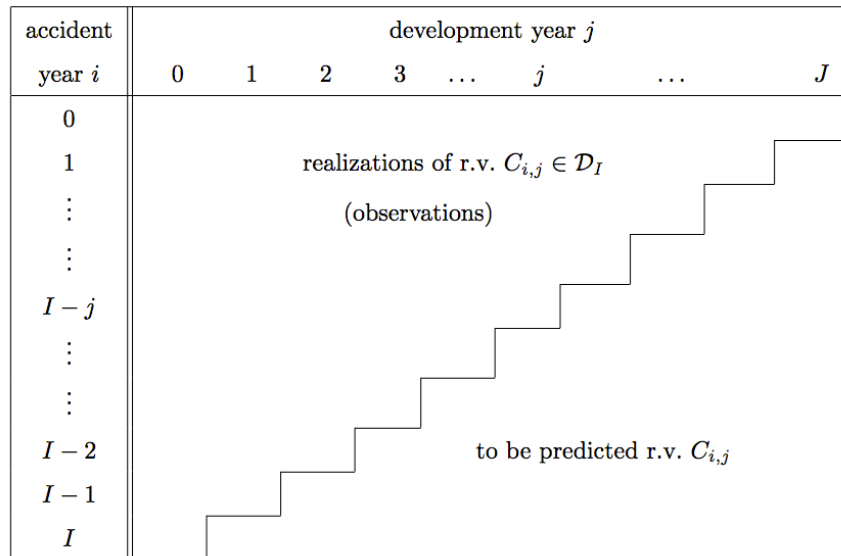 accident development year j
year i 0 1 2 3 ... j ... J
0
1 realizations of r.v. C_{i,j} ∈ 𝒟_I
⋮ (observations)
⋮
I − j
⋮
⋮
I − 2 to be predicted r.v. C_{i,j}
I − 1
I